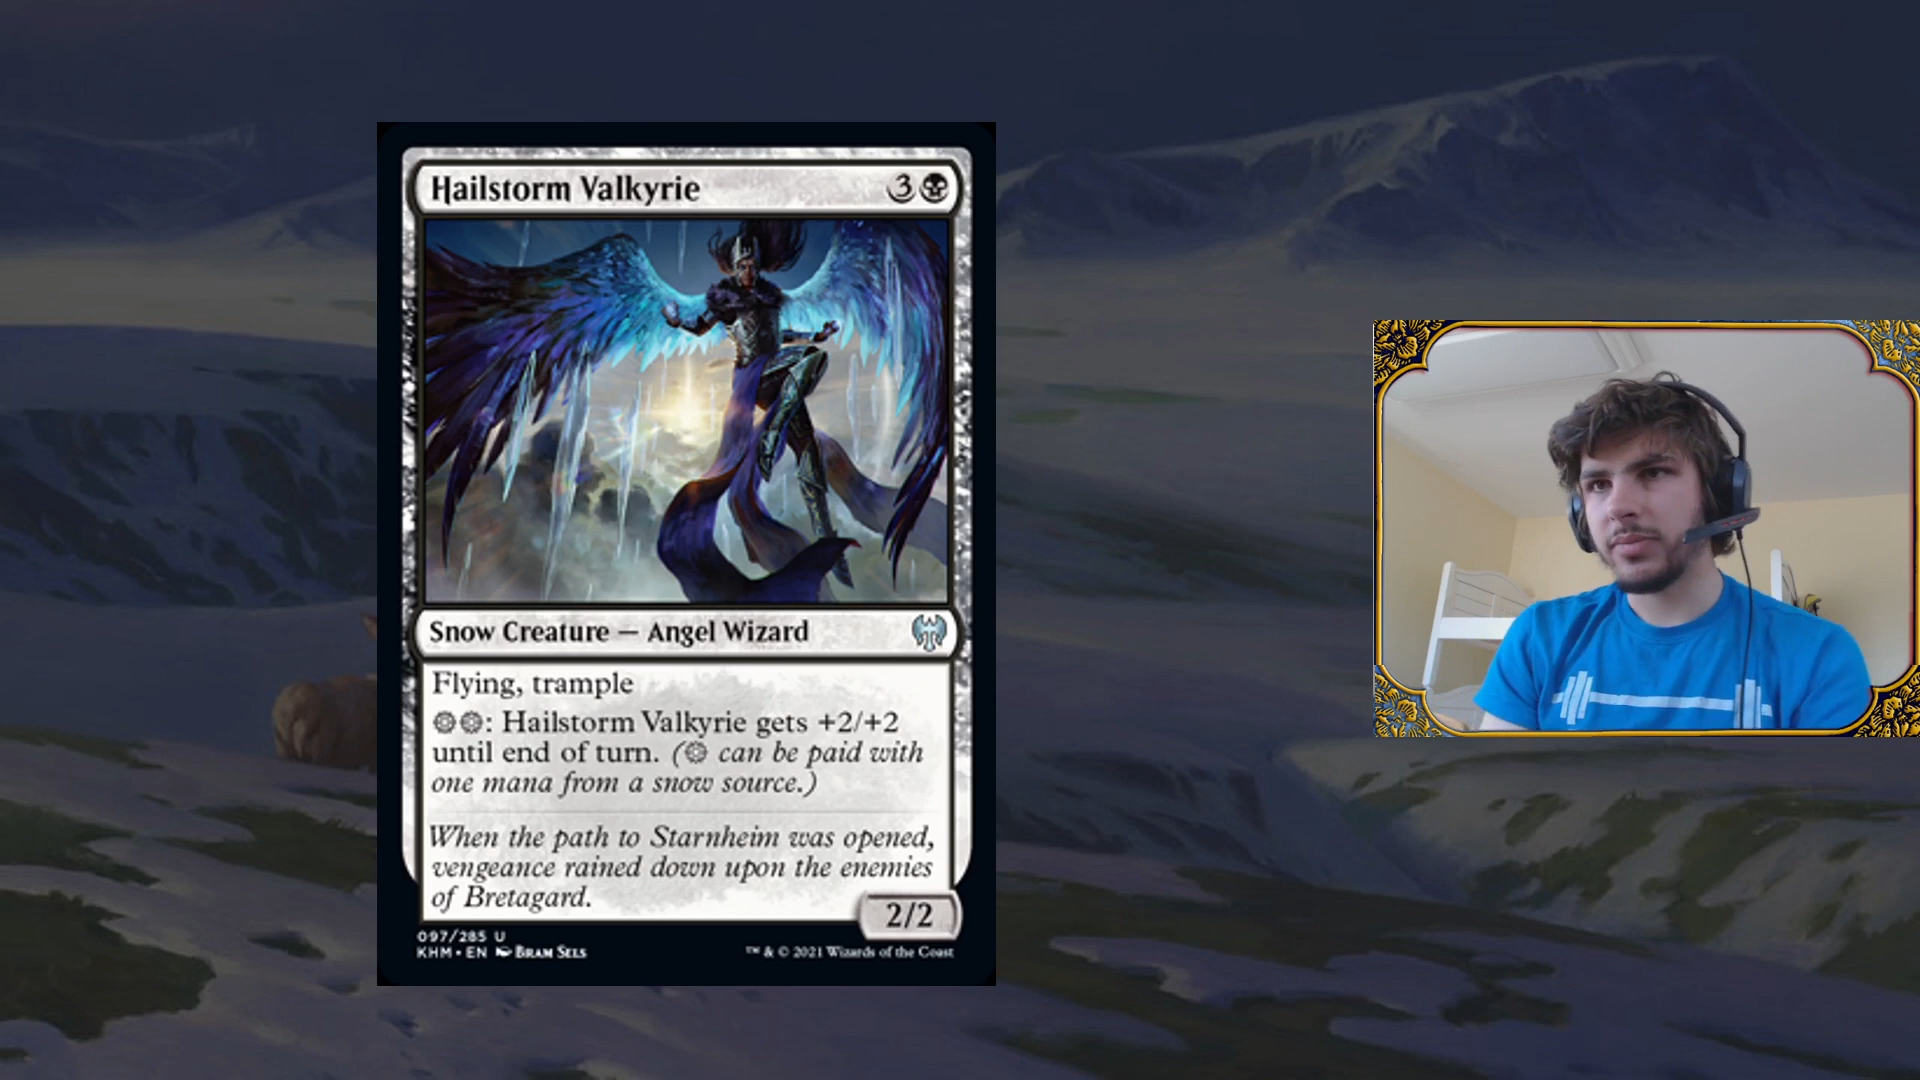 Hailstorm Valkyrie 3
Snow Creature — Angel Wizard
Flying, trample
: Hailstorm Valkyrie gets +2/+2
until end of turn. ( can be paid with
one mana from a snow source.)
When the path to Starnheim was opened,
vengeance rained down upon the enemies
of Bretagard.
2/2
097/285 U
KHM • EN Bram Sels
™ & © 2021 Wizards of the Coast